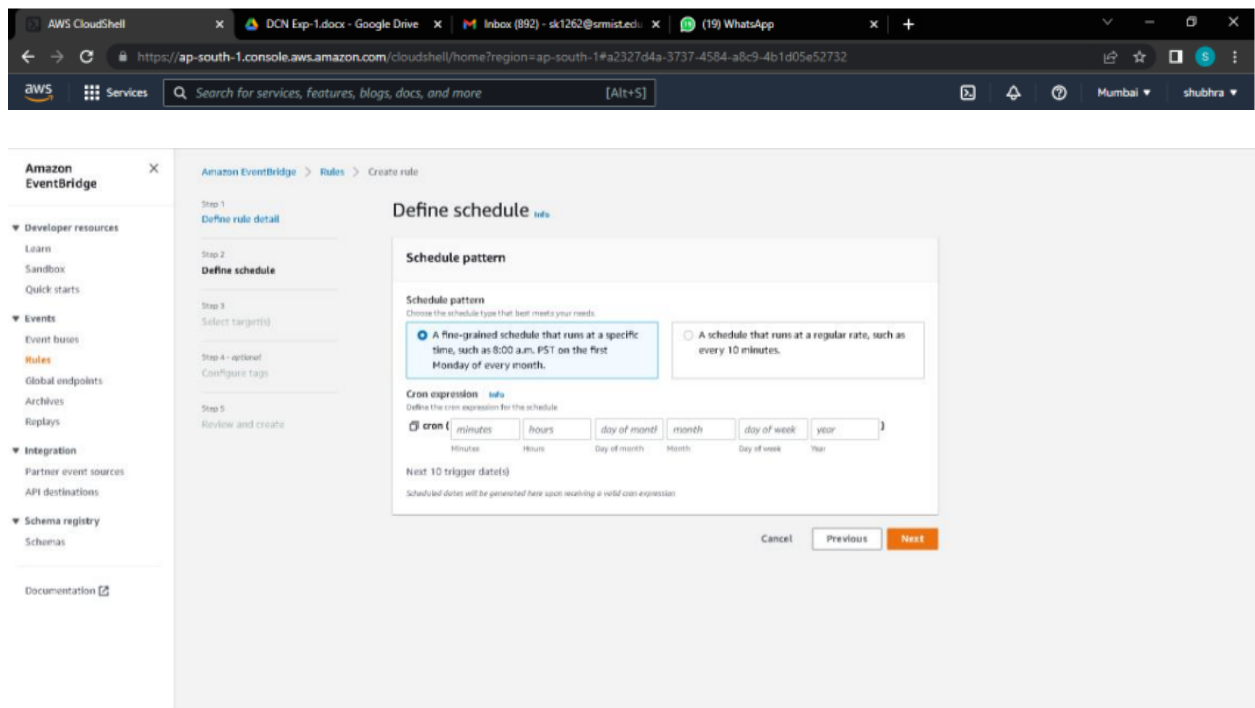 AWS CloudShell
DCN Exp-1.docx - Google Drive
Inbox (892) - sk1262@srmist.edu
(19) WhatsApp
https://ap-south-1.console.aws.amazon.com/cloudshell/home?region=ap-south-1#a2327d4a-3737-4584-a8c9-4b1d05e52732
S
aws
Services
Search for services, features, blogs, docs, and more [Alt+S]
Mumbai
shubhra
Amazon EventBridge
Developer resources
Learn
Sandbox
Quick starts
Events
Event buses
Rules
Global endpoints
Archives
Replays
Integration
Partner event sources
API destinations
Schema registry
Schemas
Documentation
Amazon EventBridge > Rules > Create rule
Step 1
Define rule detail
Step 2
Define schedule
Step 3
Select target(s)
Step 4 - optional
Configure tags
Step 5
Review and create
Define schedule Info
Schedule pattern
Schedule pattern
Choose the schedule type that best meets your needs.
A fine-grained schedule that runs at a specific
time, such as 8:00 a.m. PST on the first
Monday of every month.
A schedule that runs at a regular rate, such as
every 10 minutes.
Cron expression Info
Define the cron expression for the schedule
cron ( minutes hours day of month month day of week year )
Minutes Hours Day of month Month Day of week Year
Next 10 trigger date(s)
Scheduled dates will be generated here upon receiving a valid cron expression
Cancel Previous Next